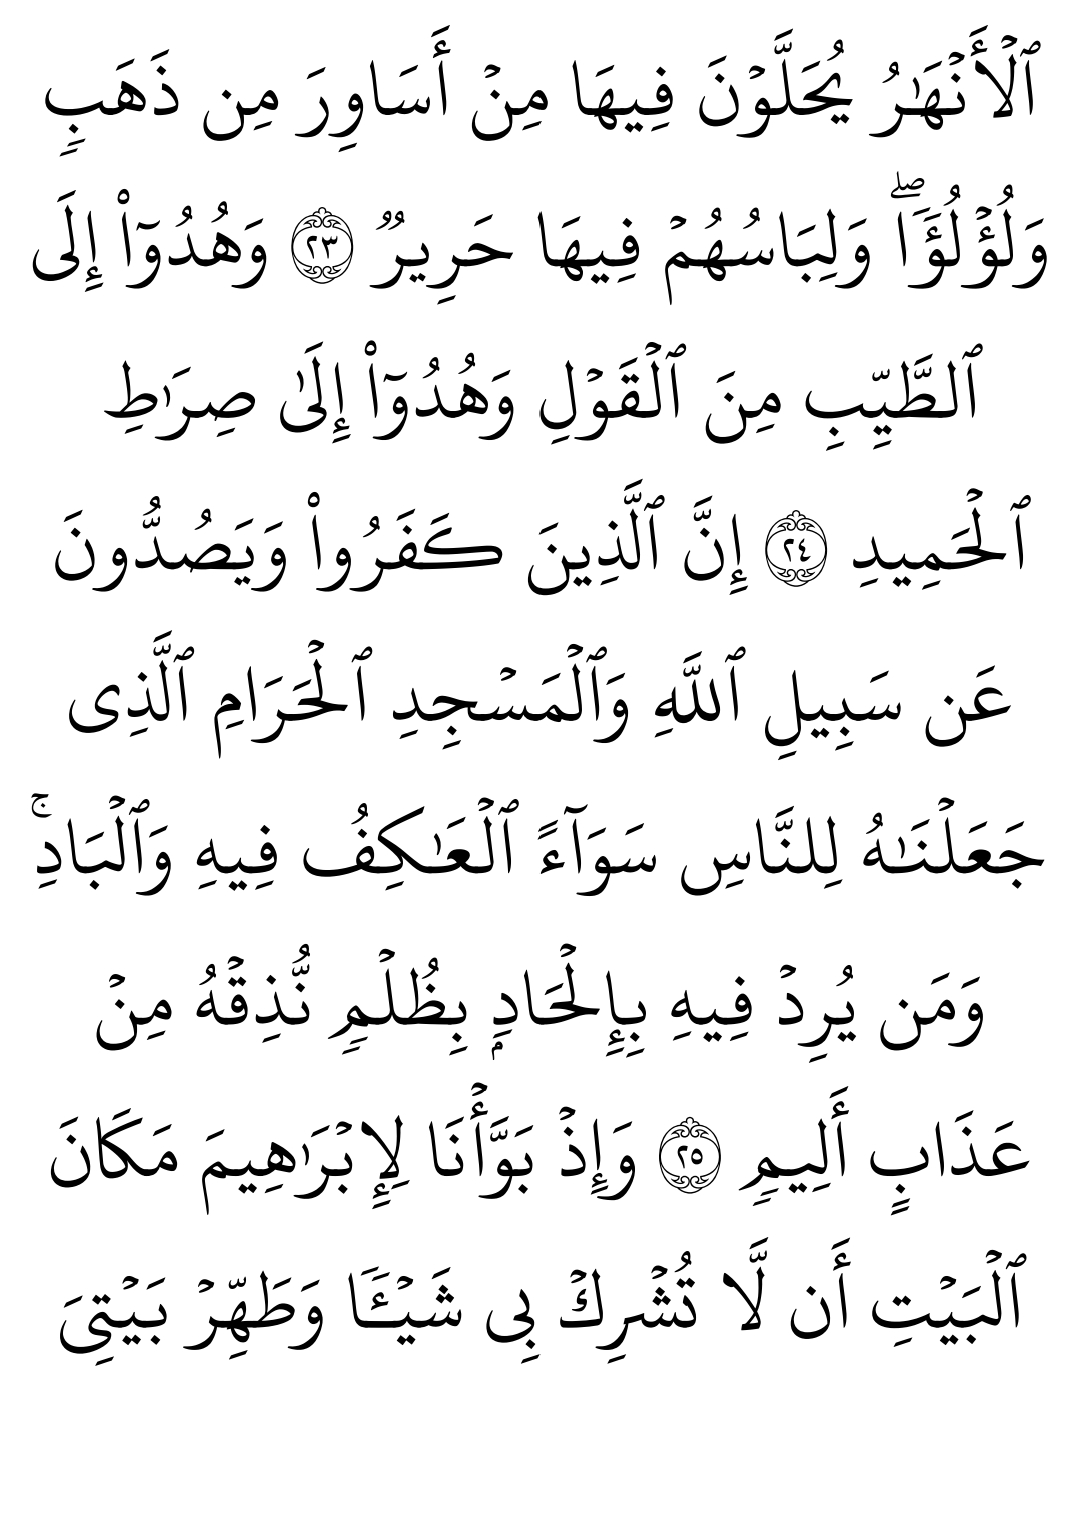 ٱلۡأَنۡهَـٰرُ يُحَلَّوۡنَ فِيهَا مِنۡ أَسَاوِرَ مِن ذَهَبٍ
وَلُؤۡلُؤًاۖ وَلِبَاسُهُمۡ فِيهَا حَرِيرٌ ٢٣ وَهُدُوٓا۟ إِلَى
ٱلطَّيِّبِ مِنَ ٱلۡقَوۡلِ وَهُدُوٓا۟ إِلَىٰ صِرَٰطِ
ٱلۡحَمِيدِ ٢٤ إِنَّ ٱلَّذِينَ كَفَرُوا۟ وَيَصُدُّونَ
عَن سَبِيلِ ٱللَّهِ وَٱلۡمَسۡجِدِ ٱلۡحَرَامِ ٱلَّذِى
جَعَلۡنَـٰهُ لِلنَّاسِ سَوَآءً ٱلۡعَـٰكِفُ فِيهِ وَٱلۡبَادِۚ
وَمَن يُرِدۡ فِيهِ بِإِلۡحَادِۭ بِظُلۡمٍ نُّذِقۡهُ مِنۡ
عَذَابٍ أَلِيمٍ ٢٥ وَإِذۡ بَوَّأۡنَا لِإِبۡرَٰهِيمَ مَكَانَ
ٱلۡبَيۡتِ أَن لَّا تُشۡرِكۡ بِى شَيۡـًٔا وَطَهِّرۡ بَيۡتِىَ